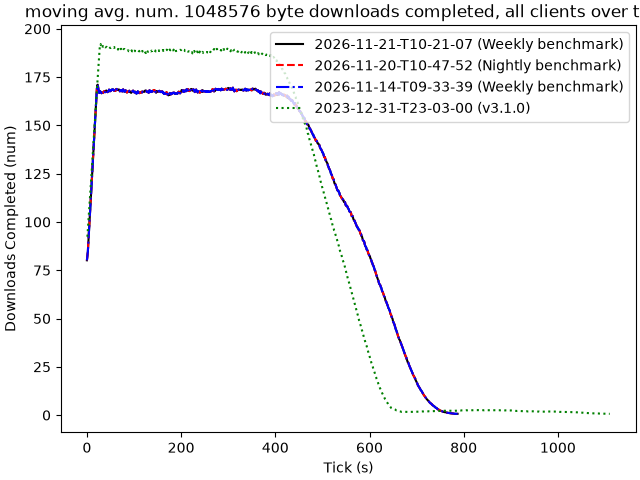 moving avg. num. 1048576 byte downloads completed, all clients over t
200
175
150
125
100
75
50
25
0
Downloads Completed (num)
2026-11-21-T10-21-07 (Weekly benchmark)
2026-11-20-T10-47-52 (Nightly benchmark)
2026-11-14-T09-33-39 (Weekly benchmark)
2023-12-31-T23-03-00 (v3.1.0)
0 200 400 600 800 1000
Tick (s)